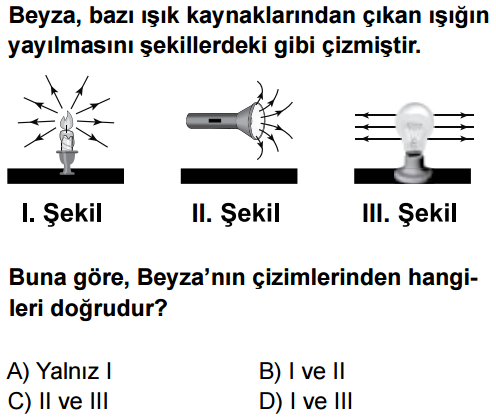 Beyza, bazı ışık kaynaklarından çıkan ışığın
yayılmasını şekillerdeki gibi çizmiştir.
I. Şekil
II. Şekil
III. Şekil
Buna göre, Beyza’nın çizimlerinden hangi-
leri doğrudur?
A) Yalnız I
B) I ve II
C) II ve III
D) I ve III